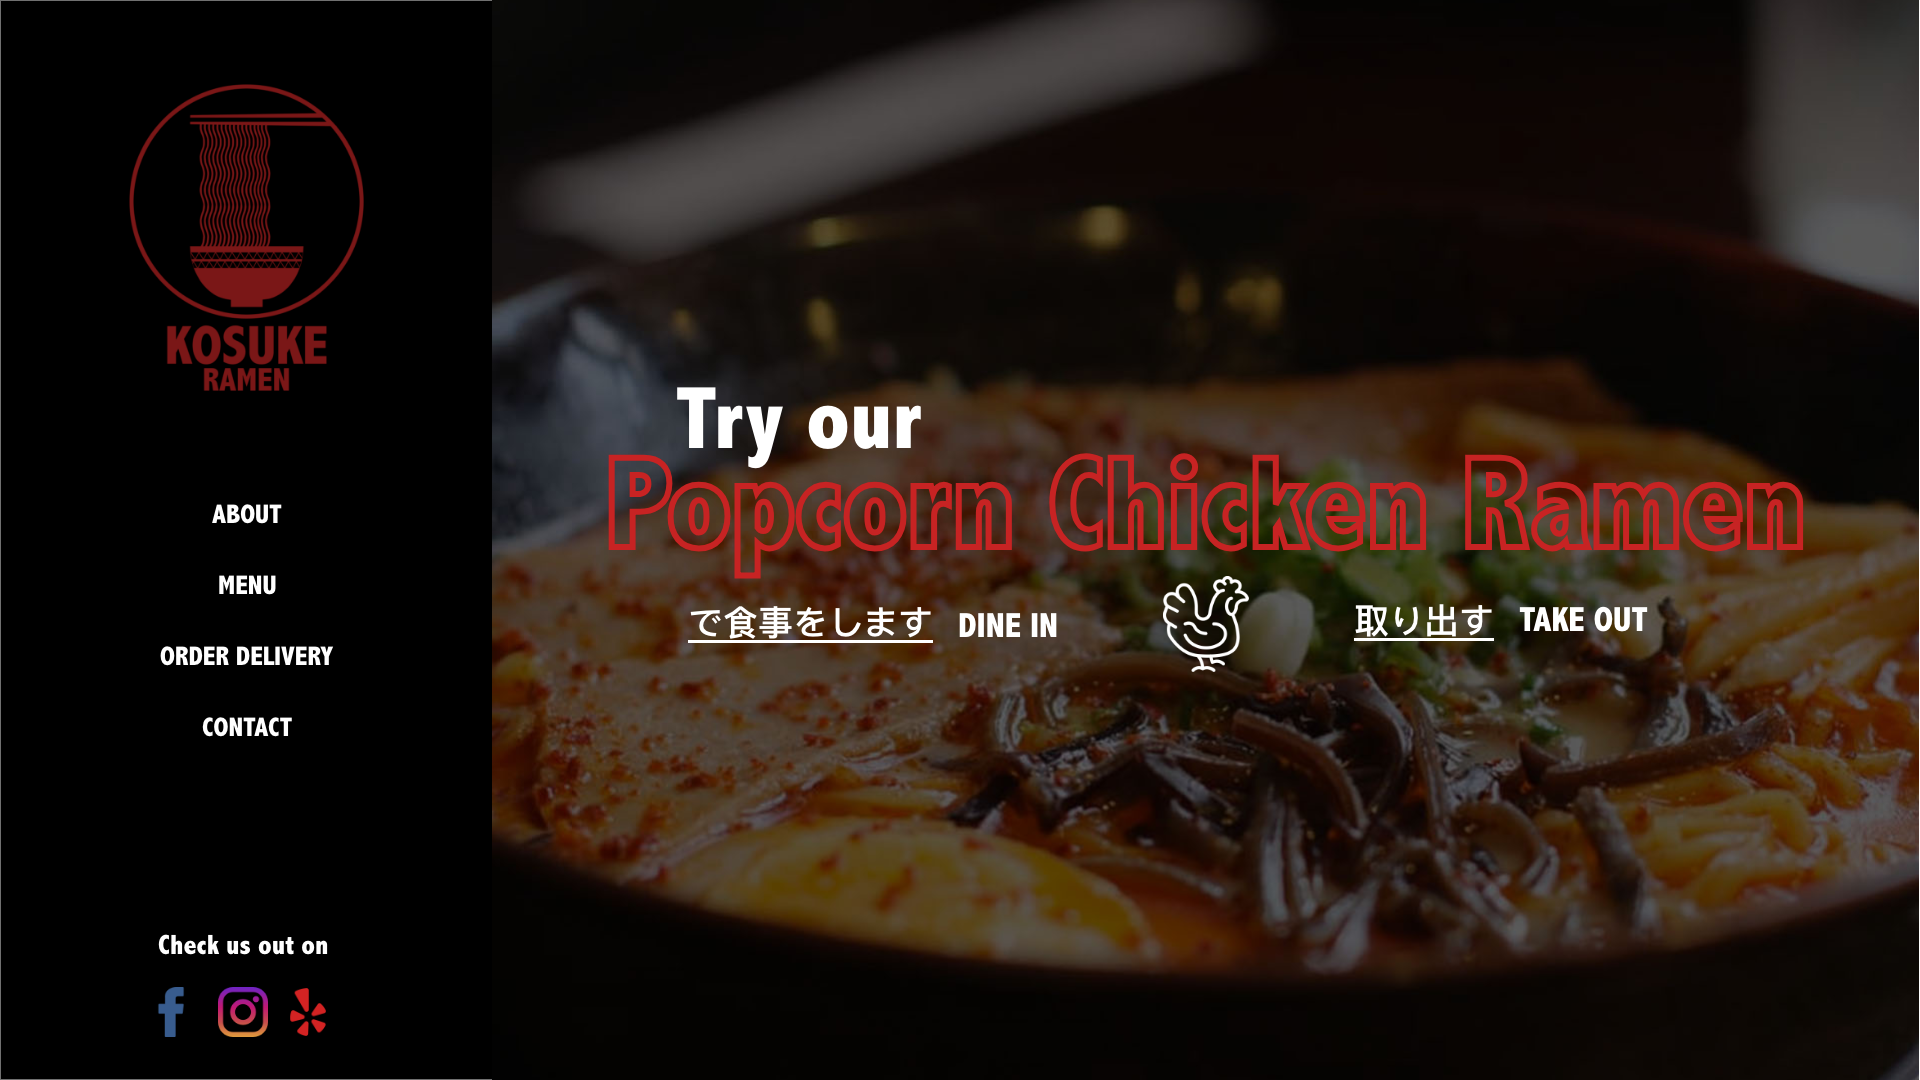 KOSUKE
RAMEN
ABOUT
MENU
ORDER DELIVERY
CONTACT
Check us out on
Try our
Popcorn Chicken Ramen
で食事をします DINE IN
取り出す TAKE OUT